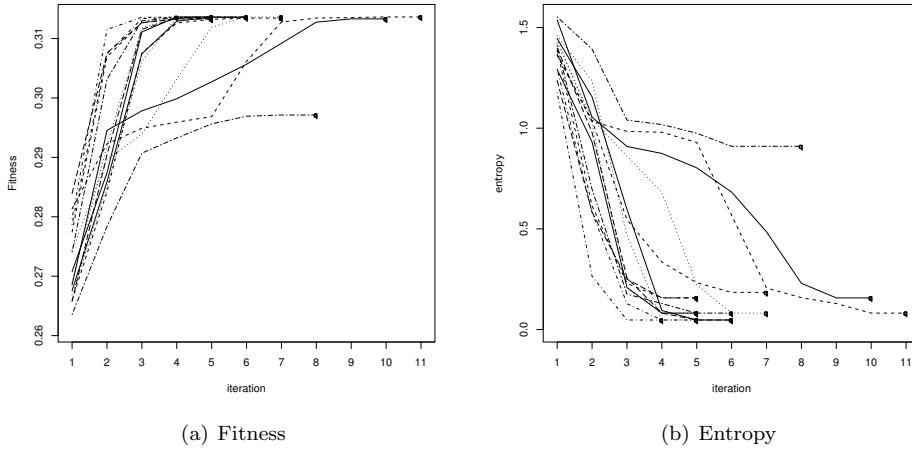 0.31
0.30
0.29
0.28
0.27
0.26
Fitness
1 2 3 4 5 6 7 8 9 10 11
iteration
(a) Fitness
1.5
1.0
0.5
0.0
entropy
1 2 3 4 5 6 7 8 9 10 11
iteration
(b) Entropy